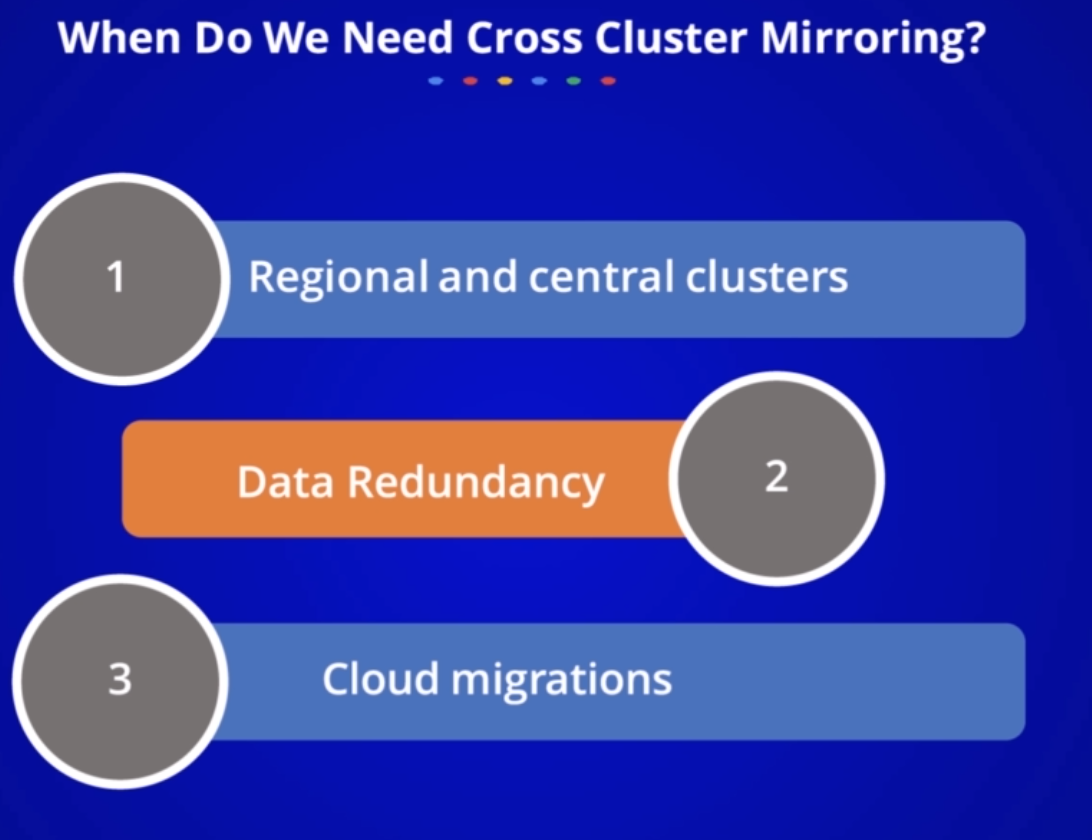 When Do We Need Cross Cluster Mirroring?
1
Regional and central clusters
Data Redundancy
2
3
Cloud migrations